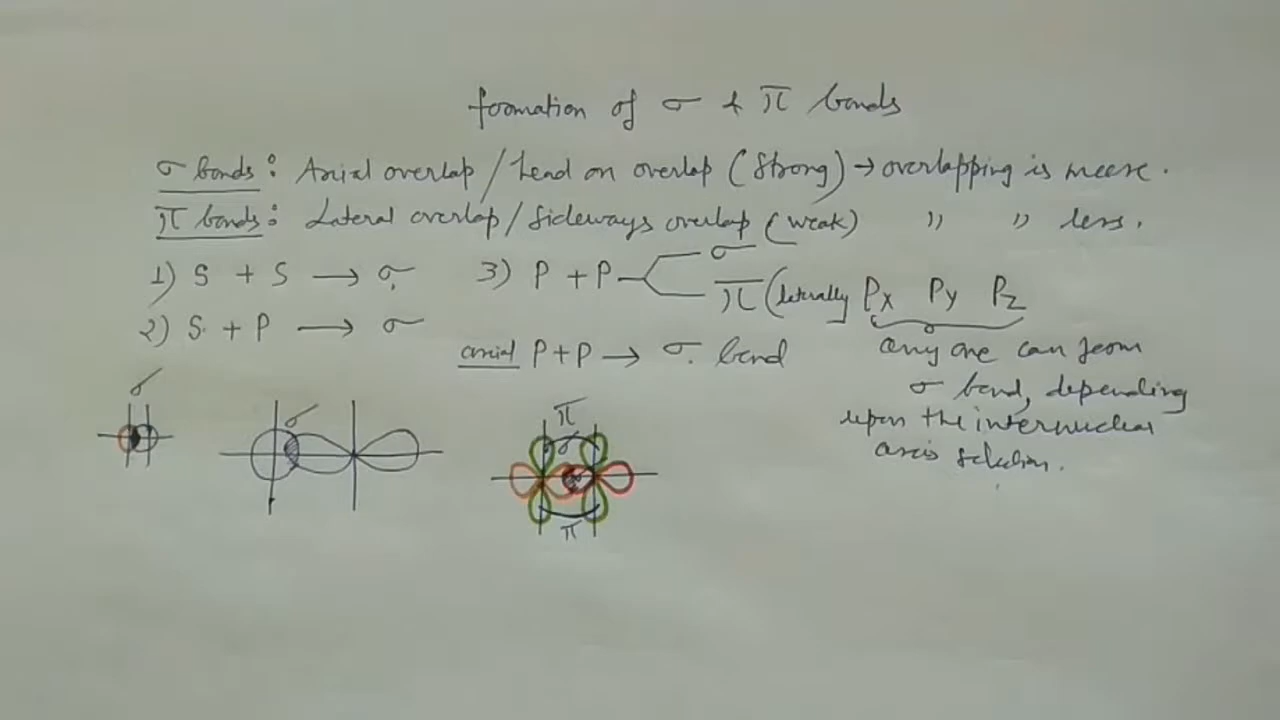 formation of σ & π bonds
σ bonds: Axial overlap / head on overlap (strong) → overlapping is more.
π bonds: Lateral overlap / sideways overlap (weak) " " less.
1) S + S → σ
3) P + P σ
π (laterally Px Py Pz
2) S + P → σ
axial P+P → σ. bond
any one can form
σ bond, depending
upon the internuclear
axis selection.
σ
σ
π
σ
π